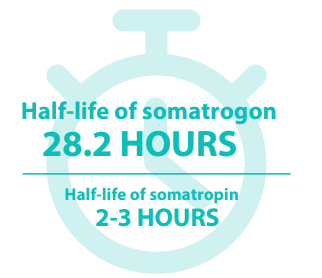 Half-life of somatrogon
28.2 HOURS
Half-life of somatropin
2-3 HOURS